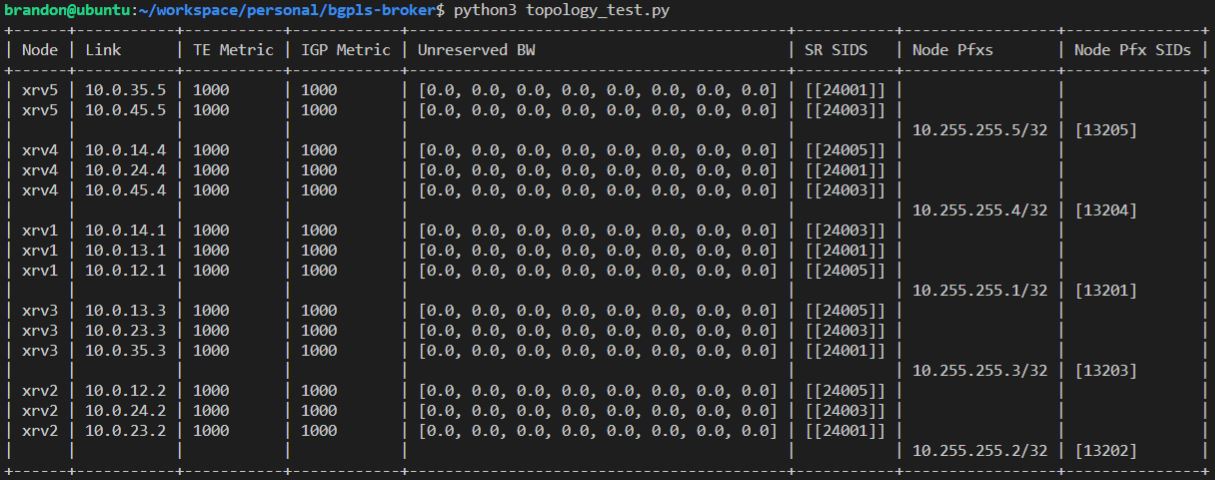 brandon@ubuntu:~/workspace/personal/bgpls-broker$ python3 topology_test.py
+------+-----------+-----------+------------+------------------------------------------+-----------+-----------------+---------------+
| Node | Link      | TE Metric | IGP Metric | Unreserved BW                            | SR SIDS   | Node Pfxs       | Node Pfx SIDs |
+------+-----------+-----------+------------+------------------------------------------+-----------+-----------------+---------------+
| xrv5 | 10.0.35.5 | 1000      | 1000       | [0.0, 0.0, 0.0, 0.0, 0.0, 0.0, 0.0, 0.0] | [[24001]] |                 |               |
| xrv5 | 10.0.45.5 | 1000      | 1000       | [0.0, 0.0, 0.0, 0.0, 0.0, 0.0, 0.0, 0.0] | [[24003]] |                 |               |
|      |           |           |            |                                          |           | 10.255.255.5/32 | [13205]       |
| xrv4 | 10.0.14.4 | 1000      | 1000       | [0.0, 0.0, 0.0, 0.0, 0.0, 0.0, 0.0, 0.0] | [[24005]] |                 |               |
| xrv4 | 10.0.24.4 | 1000      | 1000       | [0.0, 0.0, 0.0, 0.0, 0.0, 0.0, 0.0, 0.0] | [[24001]] |                 |               |
| xrv4 | 10.0.45.4 | 1000      | 1000       | [0.0, 0.0, 0.0, 0.0, 0.0, 0.0, 0.0, 0.0] | [[24003]] |                 |               |
|      |           |           |            |                                          |           | 10.255.255.4/32 | [13204]       |
| xrv1 | 10.0.14.1 | 1000      | 1000       | [0.0, 0.0, 0.0, 0.0, 0.0, 0.0, 0.0, 0.0] | [[24003]] |                 |               |
| xrv1 | 10.0.13.1 | 1000      | 1000       | [0.0, 0.0, 0.0, 0.0, 0.0, 0.0, 0.0, 0.0] | [[24001]] |                 |               |
| xrv1 | 10.0.12.1 | 1000      | 1000       | [0.0, 0.0, 0.0, 0.0, 0.0, 0.0, 0.0, 0.0] | [[24005]] |                 |               |
|      |           |           |            |                                          |           | 10.255.255.1/32 | [13201]       |
| xrv3 | 10.0.13.3 | 1000      | 1000       | [0.0, 0.0, 0.0, 0.0, 0.0, 0.0, 0.0, 0.0] | [[24005]] |                 |               |
| xrv3 | 10.0.23.3 | 1000      | 1000       | [0.0, 0.0, 0.0, 0.0, 0.0, 0.0, 0.0, 0.0] | [[24003]] |                 |               |
| xrv3 | 10.0.35.3 | 1000      | 1000       | [0.0, 0.0, 0.0, 0.0, 0.0, 0.0, 0.0, 0.0] | [[24001]] |                 |               |
|      |           |           |            |                                          |           | 10.255.255.3/32 | [13203]       |
| xrv2 | 10.0.12.2 | 1000      | 1000       | [0.0, 0.0, 0.0, 0.0, 0.0, 0.0, 0.0, 0.0] | [[24005]] |                 |               |
| xrv2 | 10.0.24.2 | 1000      | 1000       | [0.0, 0.0, 0.0, 0.0, 0.0, 0.0, 0.0, 0.0] | [[24003]] |                 |               |
| xrv2 | 10.0.23.2 | 1000      | 1000       | [0.0, 0.0, 0.0, 0.0, 0.0, 0.0, 0.0, 0.0] | [[24001]] |                 |               |
|      |           |           |            |                                          |           | 10.255.255.2/32 | [13202]       |
+------+-----------+-----------+------------+------------------------------------------+-----------+-----------------+---------------+